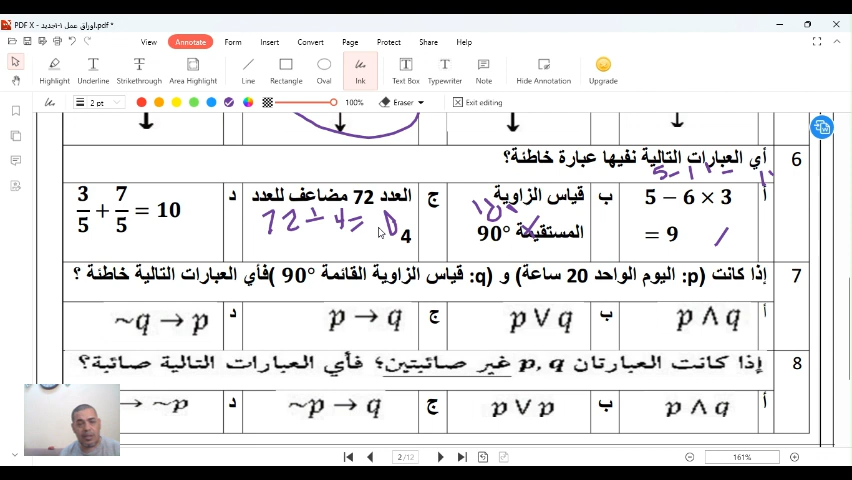 PDF X - اوراق عمل ١-١جديد.pdf *
View Annotate Form Insert Convert Page Protect Share Help
Highlight Underline Strikethrough Area Highlight Line Rectangle Oval Ink Text Box Typewriter Note Hide Annotation Upgrade
2 pt 100% Eraser Exit editing
6 أي العبارات التالية نفيها عبارة خاطئة؟
أ 5 − 6 × 3 = 9
ب قياس الزاوية المستقيمة 90°
ج العدد 72 مضاعف للعدد 4
72 ÷ 4 =
د 3/5 + 7/5 = 10
7 إذا كانت (p: اليوم الواحد 20 ساعة) و (q: قياس الزاوية القائمة 90°) فأي العبارات التالية خاطئة ؟
أ p ∧ q
ب p ∨ q
ج p → q
د ~q → p
8 إذا كانت العبارتان p, q غير صائبتين؛ فأي العبارات التالية صائبة؟
أ p ∧ q
ب p ∨ p
ج ~p → q
د → ~p
2/12 161%